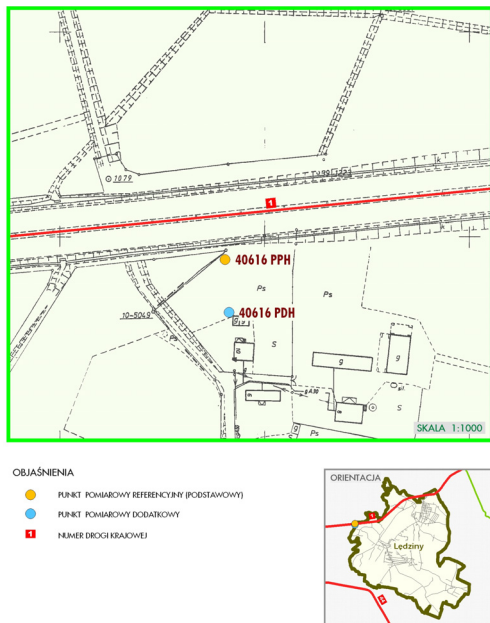 1079
k
1
40616 PPH
Ps
Ps
40616 PDH
10-5049
Ps
S
g
g
S
Ps
g
SKALA 1:1000
OBJAŚNIENIA
PUNKT POMIAROWY REFERENCYJNY (PODSTAWOWY)
PUNKT POMIAROWY DODATKOWY
1 NUMER DROGI KRAJOWEJ
ORIENTACJA
1
Lędziny